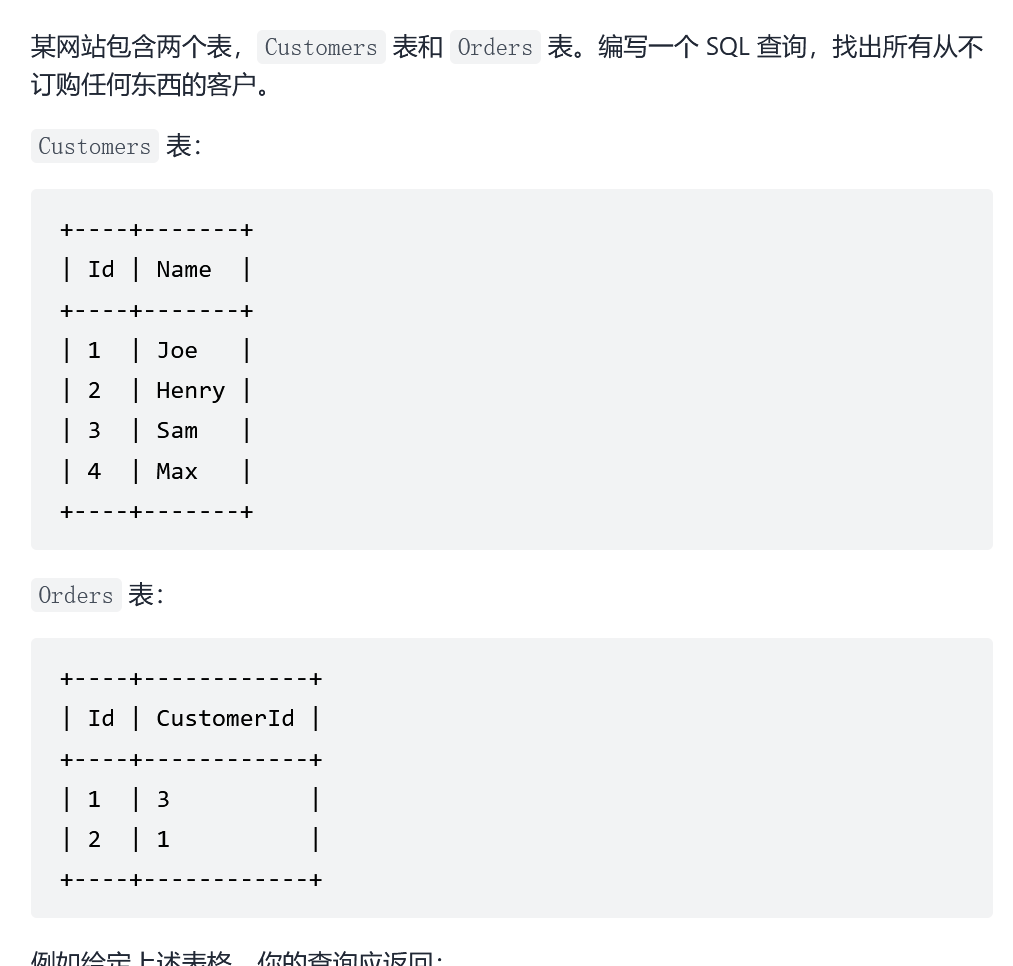 某网站包含两个表，Customers 表和 Orders 表。编写一个 SQL 查询，找出所有从不
订购任何东西的客户。
Customers 表：
+----+-------+
| Id | Name  |
+----+-------+
| 1  | Joe   |
| 2  | Henry |
| 3  | Sam   |
| 4  | Max   |
+----+-------+
Orders 表：
+----+------------+
| Id | CustomerId |
+----+------------+
| 1  | 3          |
| 2  | 1          |
+----+------------+
例如给定上述表格，你的查询应返回：